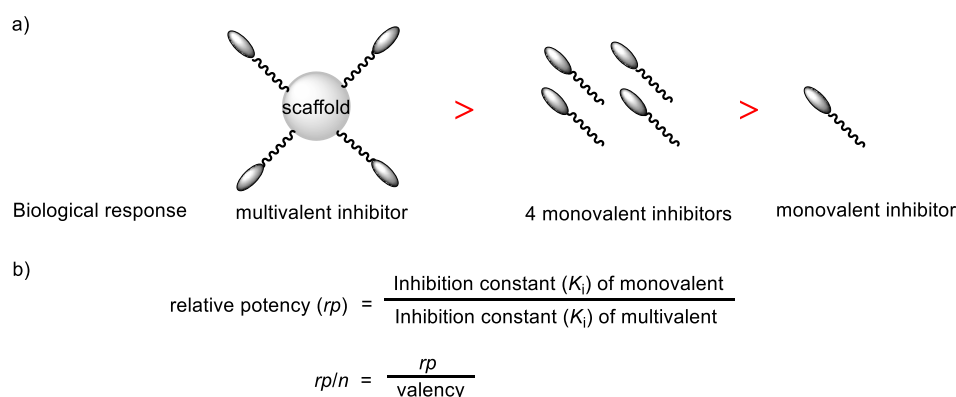 a)
scaffold
>
>
Biological response
multivalent inhibitor
4 monovalent inhibitors
monovalent inhibitor
b)
relative potency (rp) = Inhibition constant (Ki) of monovalent
Inhibition constant (Ki) of multivalent
rp/n = rp
valency